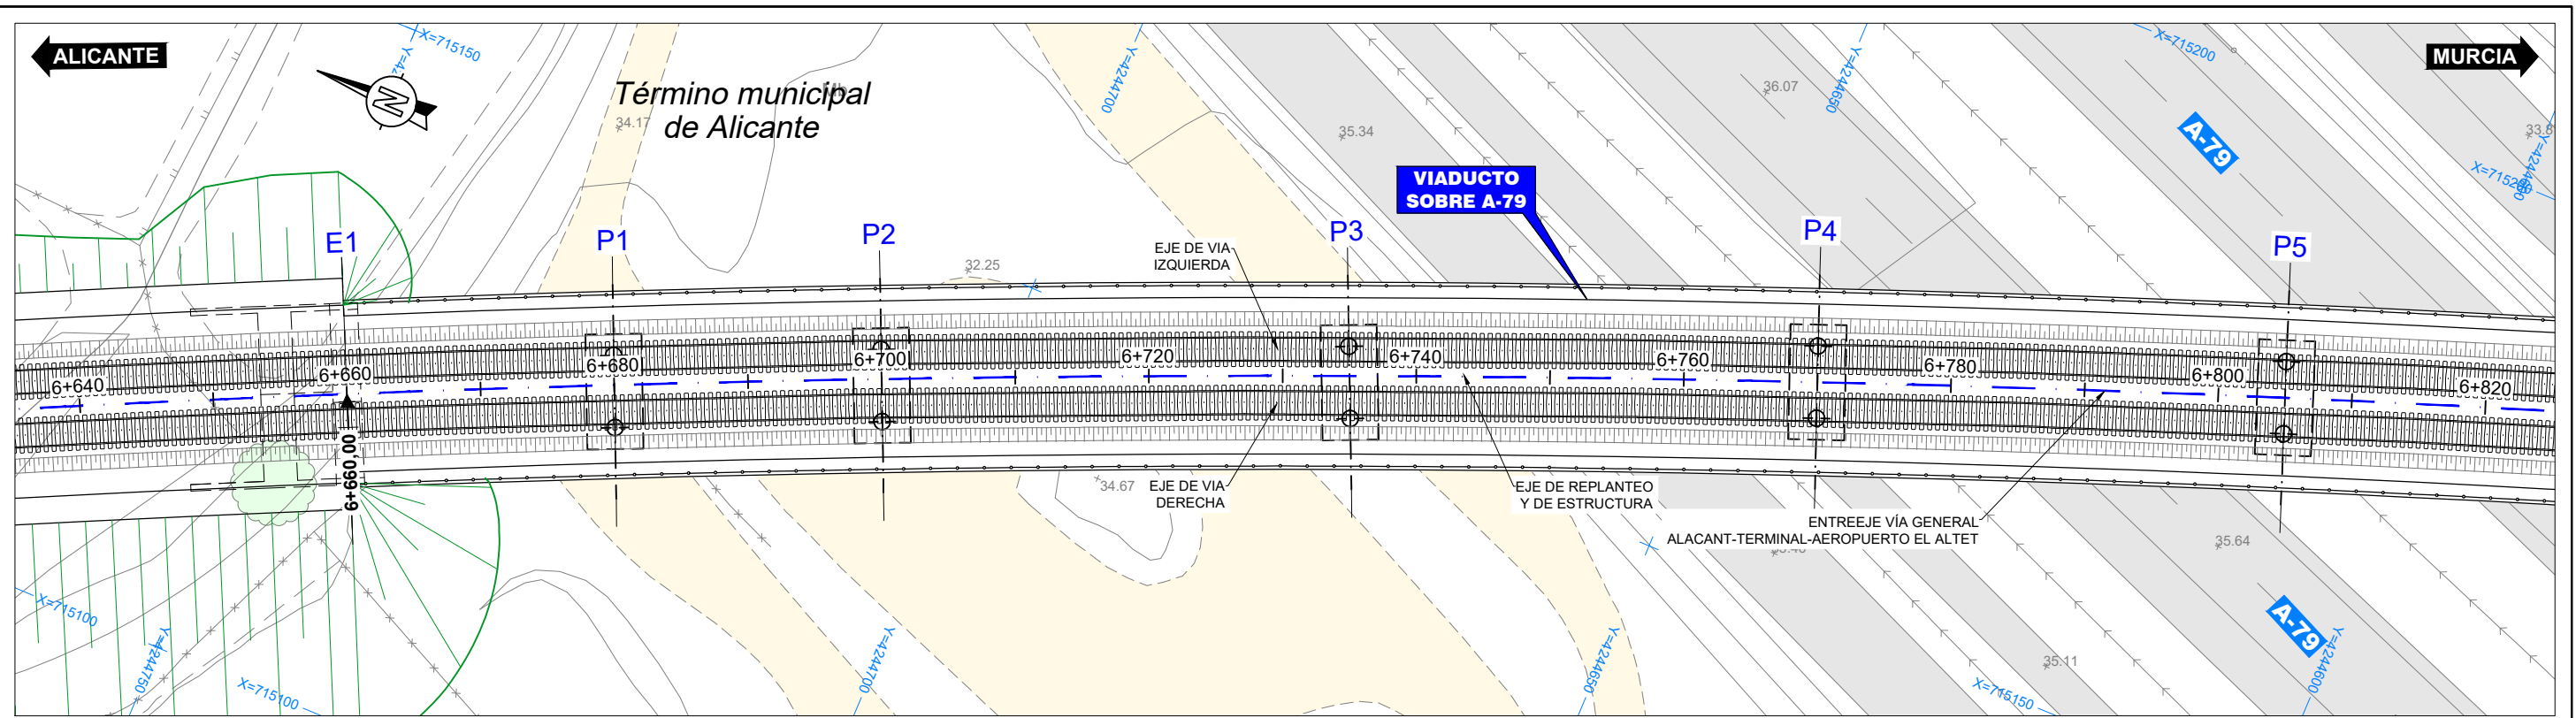 ALICANTE
MURCIA
X=715150
Término municipal
de Alicante
34.17
Y=4244700
35.34
36.07
Y=4244650
X=715200
A-79
X=715200
VIADUCTO
SOBRE A-79
E1
P1
P2
P3
P4
P5
EJE DE VIA
IZQUIERDA
32.25
6+640
6+660
6+680
6+700
6+720
6+740
6+760
6+780
6+800
6+820
6+660,00
34.67
EJE DE VIA
DERECHA
EJE DE REPLANTEO
Y DE ESTRUCTURA
ENTREEJE VÍA GENERAL
ALACANT-TERMINAL-AEROPUERTO EL ALTET
35.64
35.11
A-79
X=715100
Y=4244750
X=715100
Y=4244700
Y=4244650
X=715150
Y=4244600